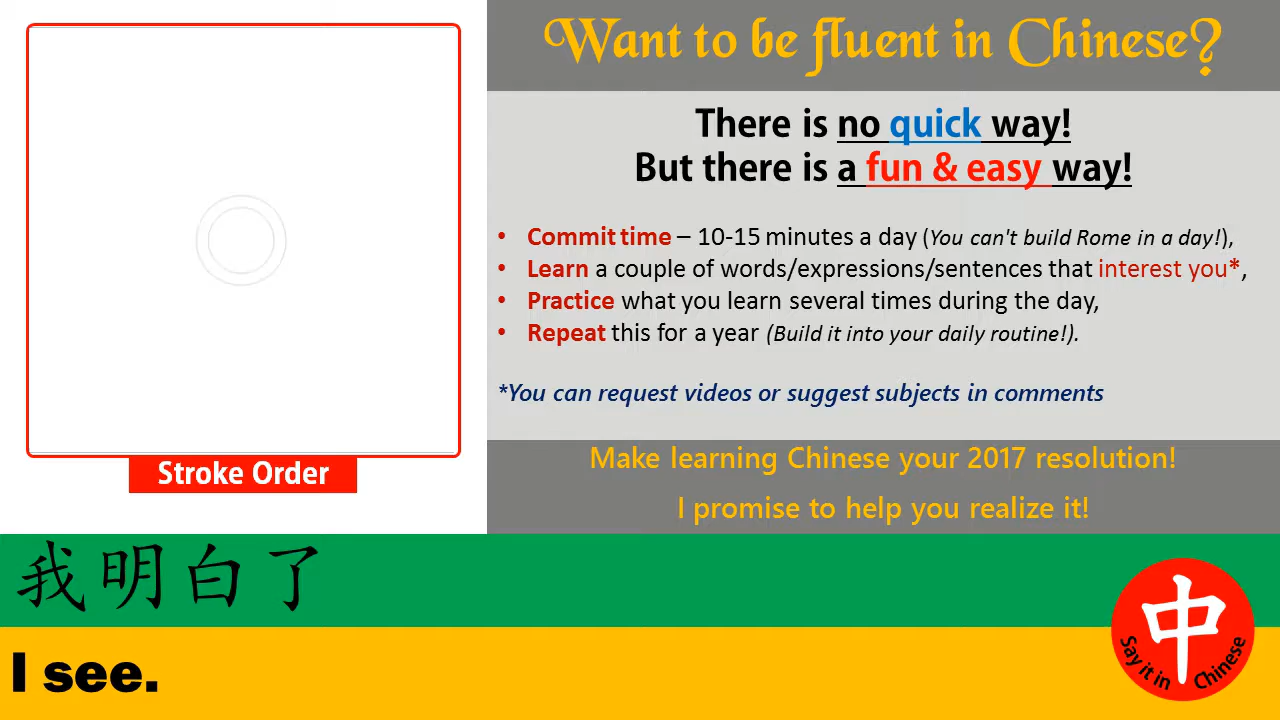 Want to be fluent in Chinese?
There is no quick way!
But there is a fun & easy way!
• Commit time – 10-15 minutes a day (You can't build Rome in a day!),
• Learn a couple of words/expressions/sentences that interest you*,
• Practice what you learn several times during the day,
• Repeat this for a year (Build it into your daily routine!).
*You can request videos or suggest subjects in comments
Stroke Order
Make learning Chinese your 2017 resolution!
I promise to help you realize it!
我明白了
I see.
中
Say it in Chinese